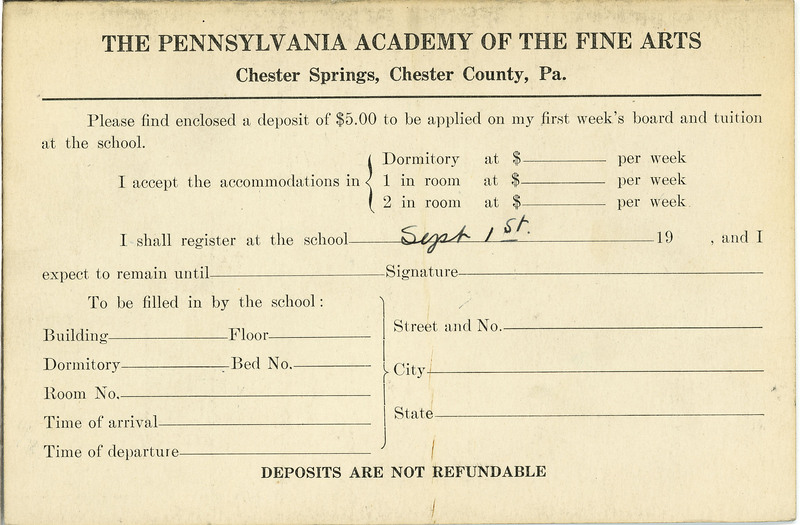 THE PENNSYLVANIA ACADEMY OF THE FINE ARTS
Chester Springs, Chester County, Pa.
Please find enclosed a deposit of $5.00 to be applied on my first week's board and tuition
at the school.
I accept the accommodations in { Dormitory at $ per week
1 in room at $ per week
2 in room at $ per week
I shall register at the school Sept 1st. 19 , and I
expect to remain until Signature
To be filled in by the school:
Building Floor
Dormitory Bed No.
Room No.
Time of arrival
Time of departure
Street and No.
City
State
DEPOSITS ARE NOT REFUNDABLE